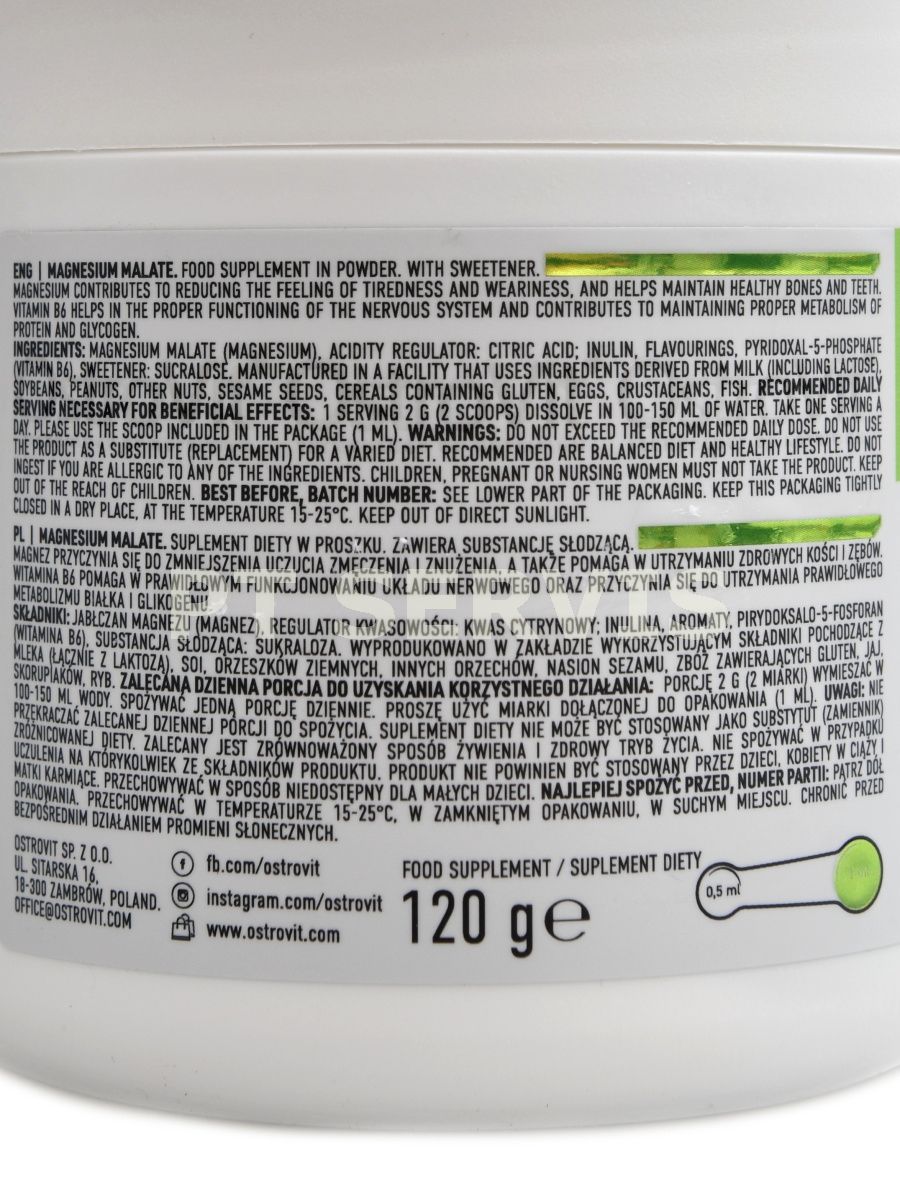 ENG | MAGNESIUM MALATE. FOOD SUPPLEMENT IN POWDER. WITH SWEETENER.
MAGNESIUM CONTRIBUTES TO REDUCING THE FEELING OF TIREDNESS AND WEARINESS, AND HELPS MAINTAIN HEALTHY BONES AND TEETH.
VITAMIN B6 HELPS IN THE PROPER FUNCTIONING OF THE NERVOUS SYSTEM AND CONTRIBUTES TO MAINTAINING PROPER METABOLISM OF
PROTEIN AND GLYCOGEN.
INGREDIENTS: MAGNESIUM MALATE (MAGNESIUM), ACIDITY REGULATOR: CITRIC ACID; INULIN, FLAVOURINGS, PYRIDOXAL-5-PHOSPHATE
(VITAMIN B6), SWEETENER: SUCRALOSE. MANUFACTURED IN A FACILITY THAT USES INGREDIENTS DERIVED FROM MILK (INCLUDING LACTOSE),
SOYBEANS, PEANUTS, OTHER NUTS, SESAME SEEDS, CEREALS CONTAINING GLUTEN, EGGS, CRUSTACEANS, FISH. RECOMMENDED DAILY
SERVING NECESSARY FOR BENEFICIAL EFFECTS: 1 SERVING 2 G (2 SCOOPS) DISSOLVE IN 100-150 ML OF WATER. TAKE ONE SERVING A
DAY. PLEASE USE THE SCOOP INCLUDED IN THE PACKAGE (1 ML). WARNINGS: DO NOT EXCEED THE RECOMMENDED DAILY DOSE. DO NOT USE
THE PRODUCT AS A SUBSTITUTE (REPLACEMENT) FOR A VARIED DIET. RECOMMENDED ARE BALANCED DIET AND HEALTHY LIFESTYLE. DO NOT
INGEST IF YOU ARE ALLERGIC TO ANY OF THE INGREDIENTS. CHILDREN, PREGNANT OR NURSING WOMEN MUST NOT TAKE THE PRODUCT. KEEP
OUT OF THE REACH OF CHILDREN. BEST BEFORE, BATCH NUMBER: SEE LOWER PART OF THE PACKAGING. KEEP THIS PACKAGING TIGHTLY
CLOSED IN A DRY PLACE, AT THE TEMPERATURE 15-25°C. KEEP OUT OF DIRECT SUNLIGHT.
PL | MAGNESIUM MALATE. SUPLEMENT DIETY W PROSZKU. ZAWIERA SUBSTANCJĘ SŁODZĄCĄ.
MAGNEZ PRZYCZYNIA SIĘ DO ZMNIEJSZENIA UCZUCIA ZMĘCZENIA I ZNUŻENIA, A TAKŻE POMAGA W UTRZYMANIU ZDROWYCH KOŚCI I ZĘBÓW.
WITAMINA B6 POMAGA W PRAWIDŁOWYM FUNKCJONOWANIU UKŁADU NERWOWEGO ORAZ PRZYCZYNIA SIĘ DO UTRZYMANIA PRAWIDŁOWEGO
METABOLIZMU BIAŁKA I GLIKOGENU.
PT SERVIS
SKŁADNIKI: JABŁCZAN MAGNEZU (MAGNEZ), REGULATOR KWASOWOŚCI: KWAS CYTRYNOWY; INULINA, AROMATY, PIRYDOKSALO-5-FOSFORAN
(WITAMINA B6), SUBSTANCJA SŁODZĄCA: SUKRALOZA. WYPRODUKOWANO W ZAKŁADZIE WYKORZYSTUJĄCYM SKŁADNIKI POCHODZĄCE Z
MLEKA (ŁĄCZNIE Z LAKTOZĄ), SOI, ORZESZKÓW ZIEMNYCH, INNYCH ORZECHÓW, NASION SEZAMU, ZBÓŻ ZAWIERAJĄCYCH GLUTEN, JAJ,
SKORUPIAKÓW, RYB. ZALECANA DZIENNA PORCJA DO UZYSKANIA KORZYSTNEGO DZIAŁANIA: PORCJĘ 2 G (2 MIARKI) WYMIESZAĆ W
100-150 ML WODY. SPOŻYWAĆ JEDNĄ PORCJĘ DZIENNIE. PROSZĘ UŻYĆ MIARKI DOŁĄCZONEJ DO OPAKOWANIA (1 ML). UWAGI: NIE
PRZEKRACZAĆ ZALECANEJ DZIENNEJ PORCJI DO SPOŻYCIA. SUPLEMENT DIETY NIE MOŻE BYĆ STOSOWANY JAKO SUBSTYTUT (ZAMIENNIK)
ZRÓŻNICOWANEJ DIETY. ZALECANY JEST ZRÓWNOWAŻONY SPOSÓB ŻYWIENIA I ZDROWY TRYB ŻYCIA. NIE SPOŻYWAĆ W PRZYPADKU
UCZULENIA NA KTÓRYKOLWIEK ZE SKŁADNIKÓW PRODUKTU. PRODUKT NIE POWINIEN BYĆ STOSOWANY PRZEZ DZIECI, KOBIETY W CIĄŻY I
MATKI KARMIĄCE. PRZECHOWYWAĆ W SPOSÓB NIEDOSTĘPNY DLA MAŁYCH DZIECI. NAJLEPIEJ SPOŻYĆ PRZED, NUMER PARTII: PATRZ DÓŁ
OPAKOWANIA. PRZECHOWYWAĆ W TEMPERATURZE 15-25°C, W ZAMKNIĘTYM OPAKOWANIU, W SUCHYM MIEJSCU. CHRONIĆ PRZED
BEZPOŚREDNIM DZIAŁANIEM PROMIENI SŁONECZNYCH.
OSTROVIT SP. Z O.O.
UL. SITARSKA 16,
18-300 ZAMBRÓW, POLAND.
OFFICE@OSTROVIT.COM
fb.com/ostrovit
instagram.com/ostrovit
www.ostrovit.com
FOOD SUPPLEMENT / SUPLEMENT DIETY
120 g℮
0,5 ml